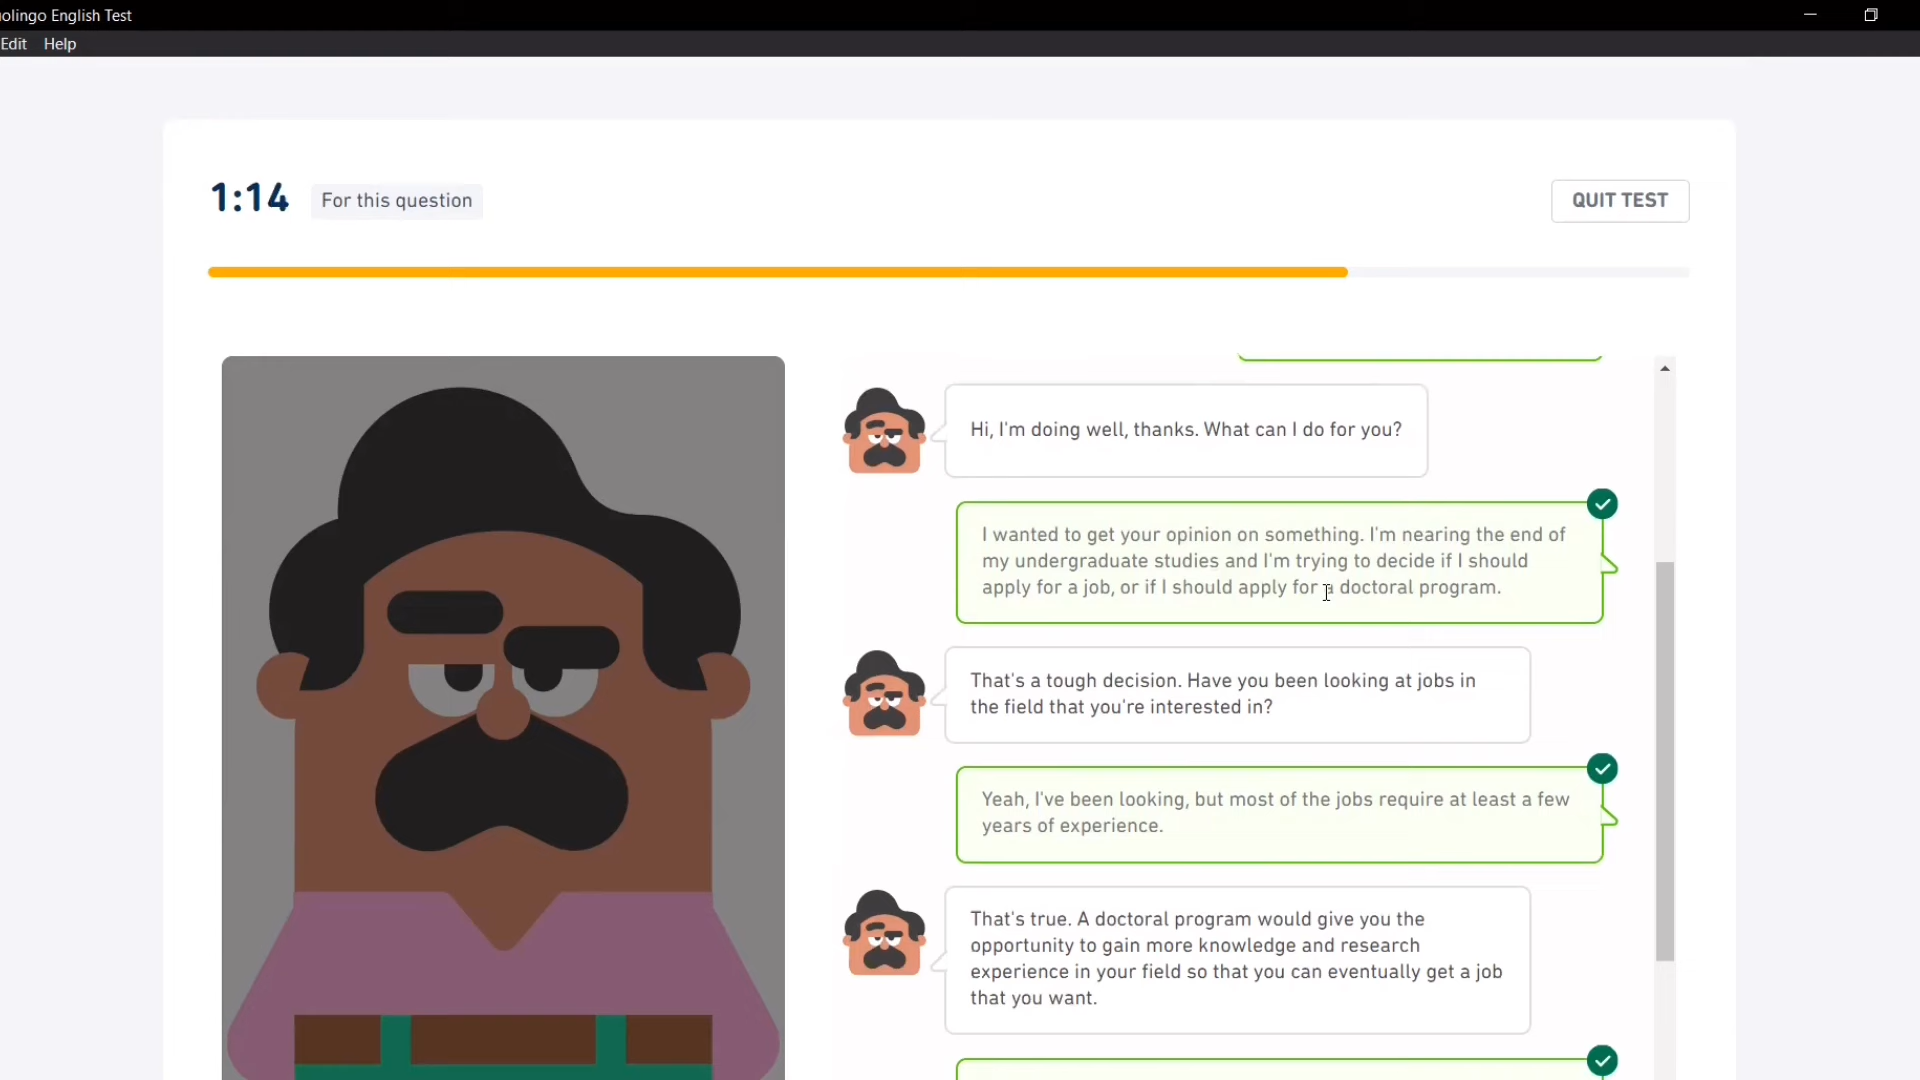 olingo English Test
Edit Help
1:14 For this question
QUIT TEST
Hi, I'm doing well, thanks. What can I do for you?
I wanted to get your opinion on something. I'm nearing the end of
my undergraduate studies and I'm trying to decide if I should
apply for a job, or if I should apply for a doctoral program.
That's a tough decision. Have you been looking at jobs in
the field that you're interested in?
Yeah, I've been looking, but most of the jobs require at least a few
years of experience.
That's true. A doctoral program would give you the
opportunity to gain more knowledge and research
experience in your field so that you can eventually get a job
that you want.